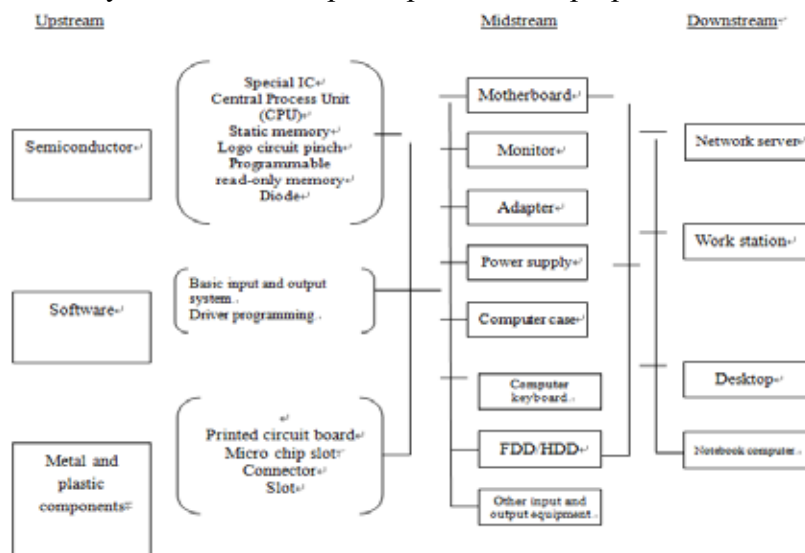 Upstream
Midstream
Downstream
Semiconductor
Special IC
Central Process Unit
(CPU)
Static memory
Logo circuit pinch
Programmable
read-only memory
Diode
Software
Basic input and output
system.
Driver programming.
Metal and
plastic
components
Printed circuit board
Micro chip slot
Connector
Slot
Motherboard
Monitor
Adapter
Power supply
Computer case
Computer
keyboard
FDD/HDD
Other input and
output equipment
Network server
Work station
Desktop
Notebook computer